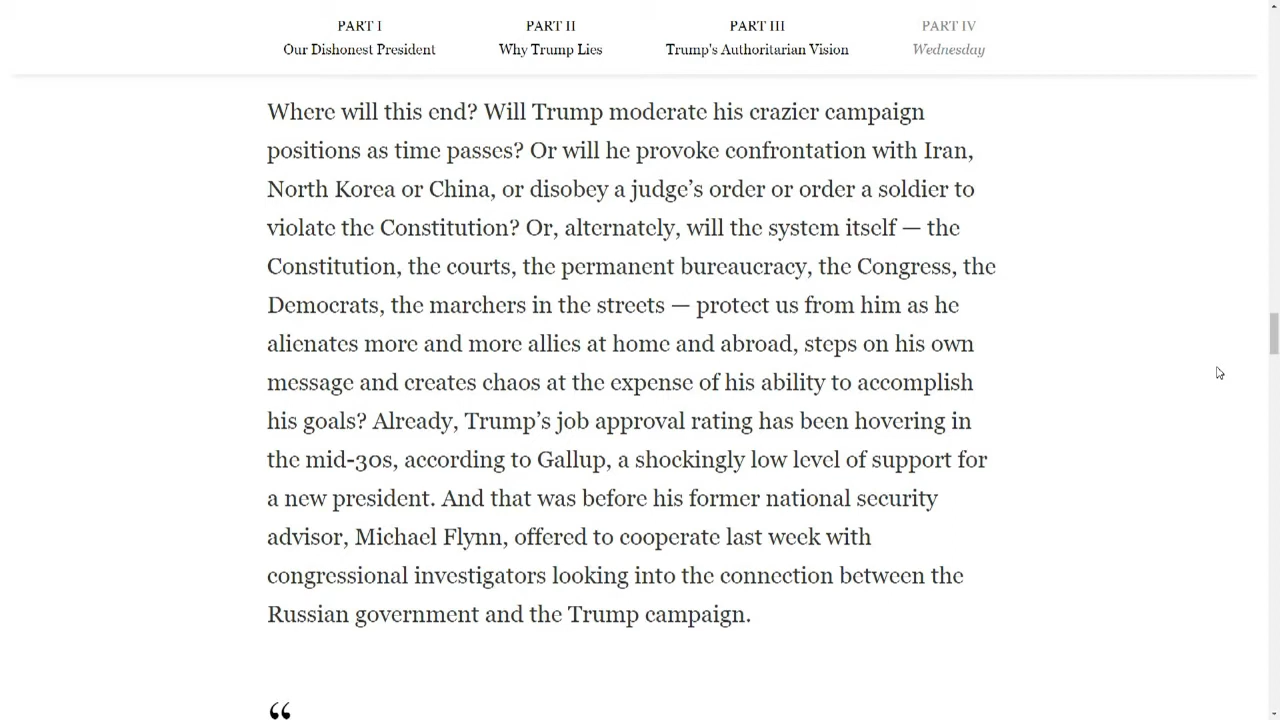 PART I
Our Dishonest President
PART II
Why Trump Lies
PART III
Trump's Authoritarian Vision
PART IV
Wednesday
Where will this end? Will Trump moderate his crazier campaign
positions as time passes? Or will he provoke confrontation with Iran,
North Korea or China, or disobey a judge’s order or order a soldier to
violate the Constitution? Or, alternately, will the system itself — the
Constitution, the courts, the permanent bureaucracy, the Congress, the
Democrats, the marchers in the streets — protect us from him as he
alienates more and more allies at home and abroad, steps on his own
message and creates chaos at the expense of his ability to accomplish
his goals? Already, Trump’s job approval rating has been hovering in
the mid-30s, according to Gallup, a shockingly low level of support for
a new president. And that was before his former national security
advisor, Michael Flynn, offered to cooperate last week with
congressional investigators looking into the connection between the
Russian government and the Trump campaign.
“